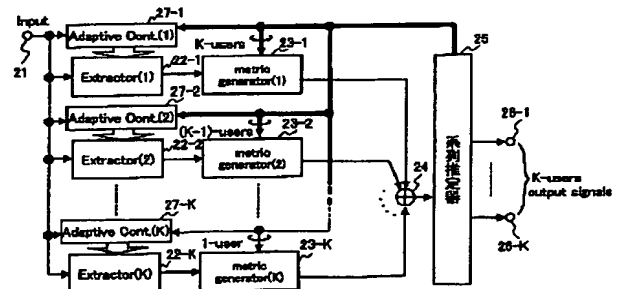 Input
21
27-1
Adaptive Cont.(1)
K-users
23-1
25
Extractor(1)
22-1
metric
generator(1)
27-2
Adaptive Cont.(2)
(K-1)-users
23-2
Extractor(2)
22-2
metric
generator(2)
24
26-1
K-users
output signals
27-K
Adaptive Cont.(K)
1-user
23-K
26-K
Extractor(K)
22-K
metric
generator(K)